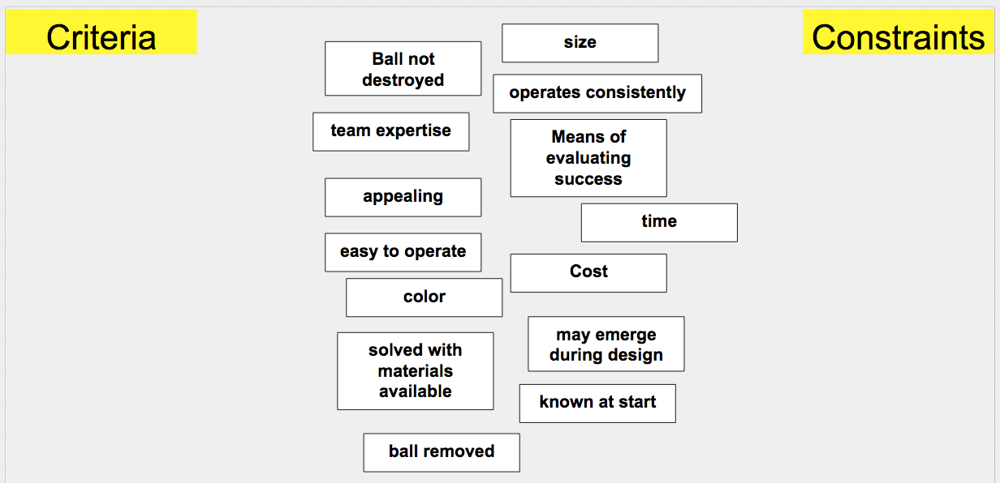 Criteria
Constraints
size
Ball not
destroyed
operates consistently
team expertise
Means of
evaluating
success
appealing
time
easy to operate
Cost
color
may emerge
during design
solved with
materials
available
known at start
ball removed